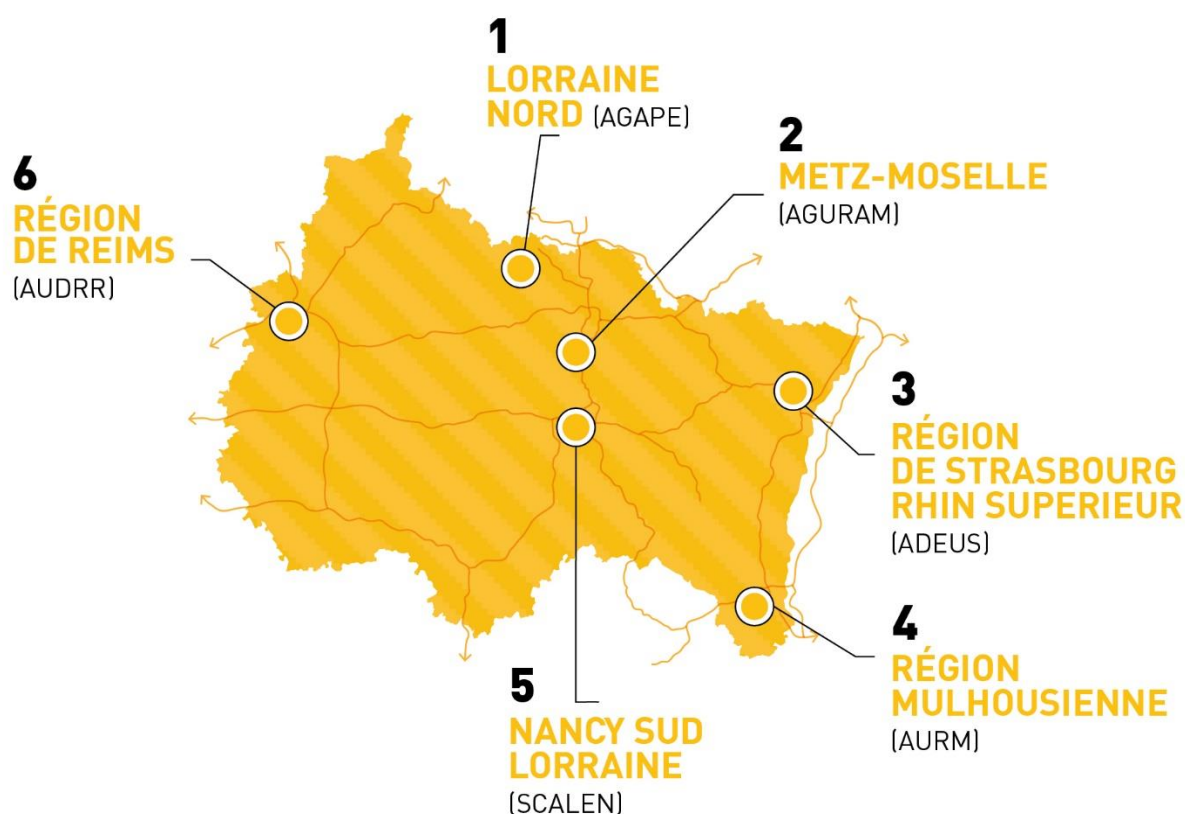 1
LORRAINE
NORD (AGAPE)
2
METZ-MOSELLE
(AGURAM)
3
RÉGION
DE STRASBOURG
RHIN SUPERIEUR
(ADEUS)
4
RÉGION
MULHOUSIENNE
(AURM)
5
NANCY SUD
LORRAINE
(SCALEN)
6
RÉGION
DE REIMS
(AUDRR)